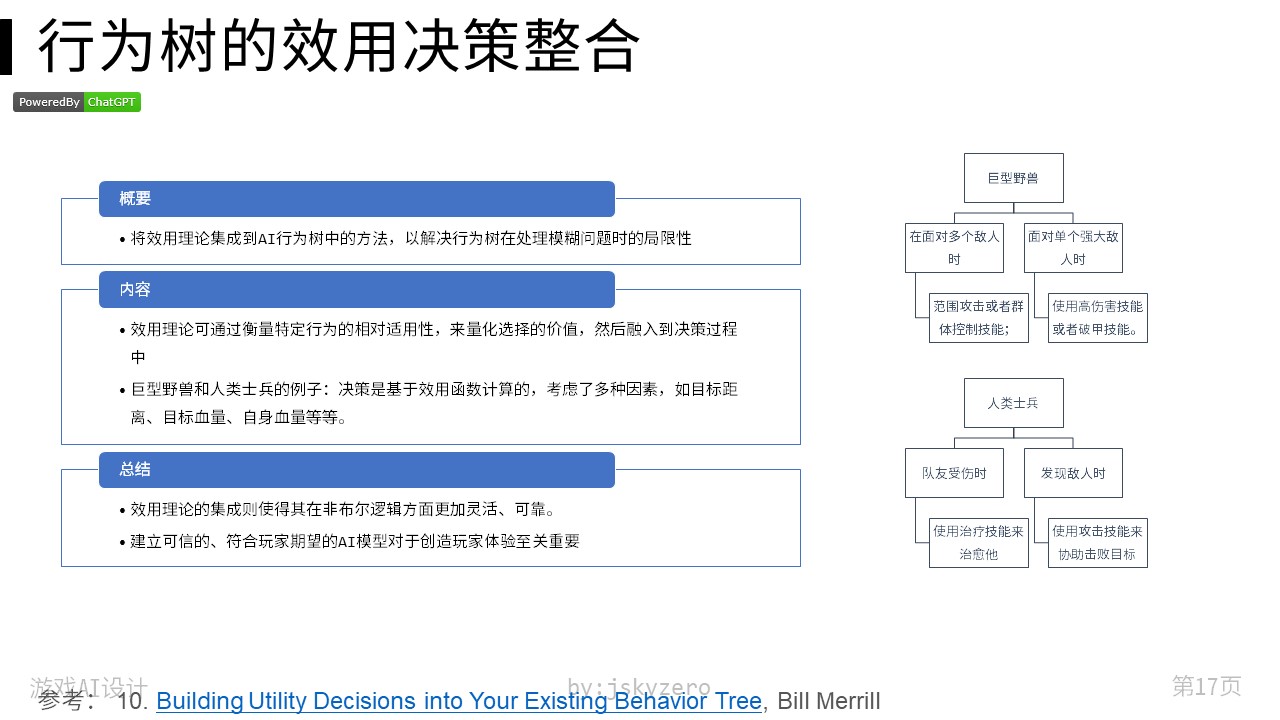 行为树的效用决策整合
PoweredBy ChatGPT
概要
•将效用理论集成到AI行为树中的方法，以解决行为树在处理模糊问题时的局限性
内容
•效用理论可通过衡量特定行为的相对适用性，来量化选择的价值，然后融入到决策过程
中
•巨型野兽和人类士兵的例子：决策是基于效用函数计算的，考虑了多种因素，如目标距
离、目标血量、自身血量等等。
总结
•效用理论的集成则使得其在非布尔逻辑方面更加灵活、可靠。
•建立可信的、符合玩家期望的AI模型对于创造玩家体验至关重要
巨型野兽
在面对多个敌人
时
面对单个强大敌
人时
范围攻击或者群
体控制技能；
使用高伤害技能
或者破甲技能。
人类士兵
队友受伤时
发现敌人时
使用治疗技能来
治愈他
使用攻击技能来
协助击败目标
游戏AI设计
by:jskyzero
第17页
参考： 10. Building Utility Decisions into Your Existing Behavior Tree, Bill Merrill